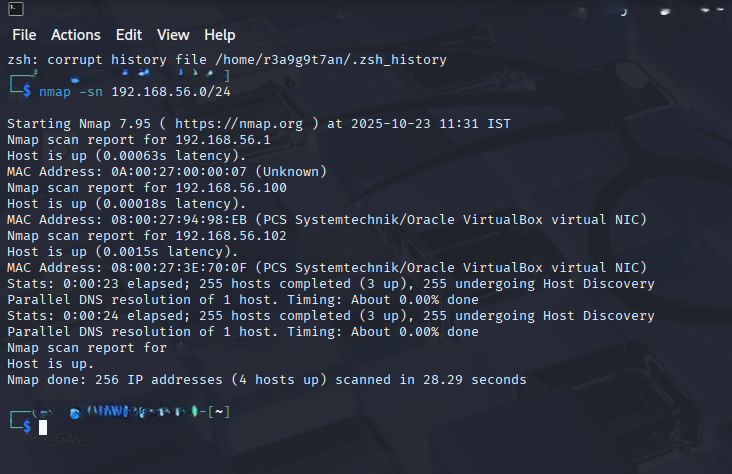 File Actions Edit View Help
zsh: corrupt history file /home/r3a9g9t7an/.zsh_history
]
$ nmap -sn 192.168.56.0/24
Starting Nmap 7.95 ( https://nmap.org ) at 2025-10-23 11:31 IST
Nmap scan report for 192.168.56.1
Host is up (0.00063s latency).
MAC Address: 0A:00:27:00:00:07 (Unknown)
Nmap scan report for 192.168.56.100
Host is up (0.00018s latency).
MAC Address: 08:00:27:94:98:EB (PCS Systemtechnik/Oracle VirtualBox virtual NIC)
Nmap scan report for 192.168.56.102
Host is up (0.0015s latency).
MAC Address: 08:00:27:3E:70:0F (PCS Systemtechnik/Oracle VirtualBox virtual NIC)
Stats: 0:00:23 elapsed; 255 hosts completed (3 up), 255 undergoing Host Discovery
Parallel DNS resolution of 1 host. Timing: About 0.00% done
Stats: 0:00:24 elapsed; 255 hosts completed (3 up), 255 undergoing Host Discovery
Parallel DNS resolution of 1 host. Timing: About 0.00% done
Nmap scan report for
Host is up.
Nmap done: 256 IP addresses (4 hosts up) scanned in 28.29 seconds
-[~]
$